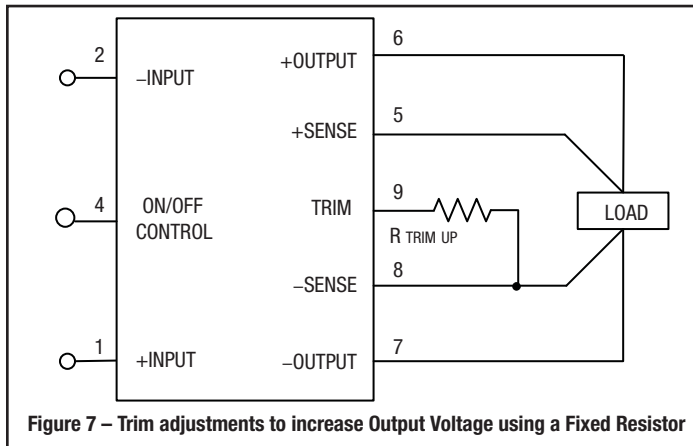 6
2
+OUTPUT
–INPUT
5
+SENSE
9
4
ON/OFF
CONTROL
TRIM
LOAD
R TRIM UP
8
–SENSE
1
7
+INPUT
–OUTPUT
Figure 7 – Trim adjustments to increase Output Voltage using a Fixed Resistor